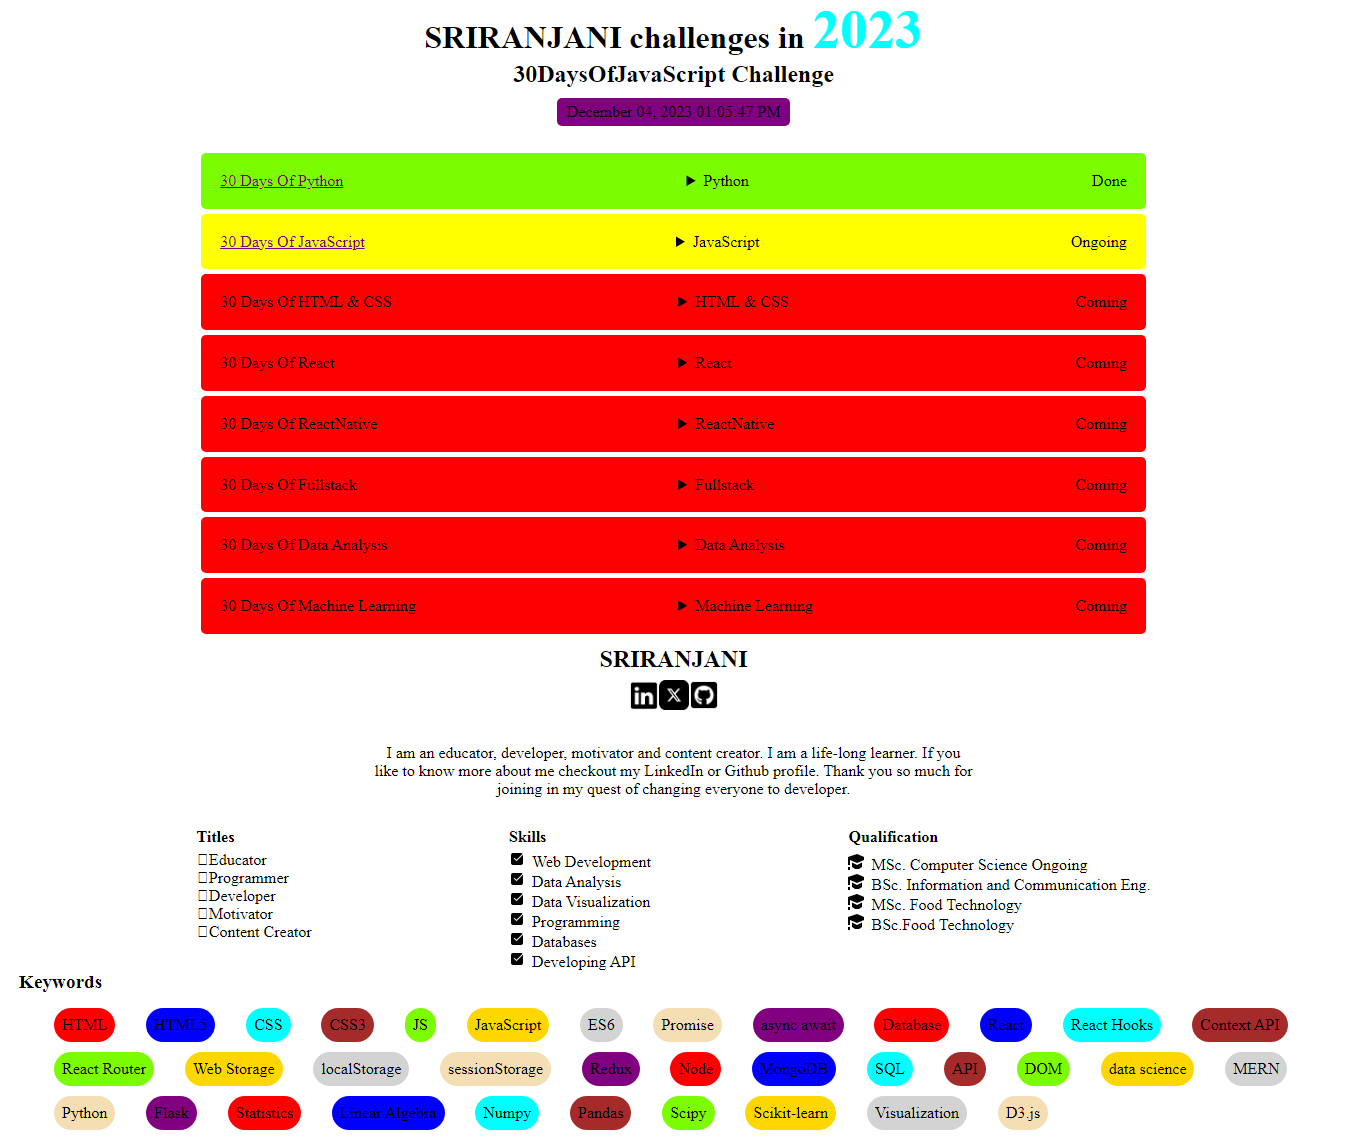 SRIRANJANI challenges in 2023
30DaysOfJavaScript Challenge
December 04, 2023 01:05:47 PM
30 Days Of Python Python Done
30 Days Of JavaScript JavaScript Ongoing
30 Days Of HTML & CSS HTML & CSS Coming
30 Days Of React React Coming
30 Days Of ReactNative ReactNative Coming
30 Days Of Fullstack Fullstack Coming
30 Days Of Data Analysis Data Analysis Coming
30 Days Of Machine Learning Machine Learning Coming
SRIRANJANI
in X
I am an educator, developer, motivator and content creator. I am a life-long learner. If you
like to know more about me checkout my LinkedIn or Github profile. Thank you so much for
joining in my quest of changing everyone to developer.
Titles
Educator
Programmer
Developer
Motivator
Content Creator
Skills
Web Development
Data Analysis
Data Visualization
Programming
Databases
Developing API
Qualification
MSc. Computer Science Ongoing
BSc. Information and Communication Eng.
MSc. Food Technology
BSc.Food Technology
Keywords
HTML HTML5 CSS CSS3 JS JavaScript ES6 Promise async await Database React React Hooks Context API
React Router Web Storage localStorage sessionStorage Redux Node MongoDB SQL API DOM data science MERN
Python Flask Statistics Linear Algebra Numpy Pandas Scipy Scikit-learn Visualization D3.js